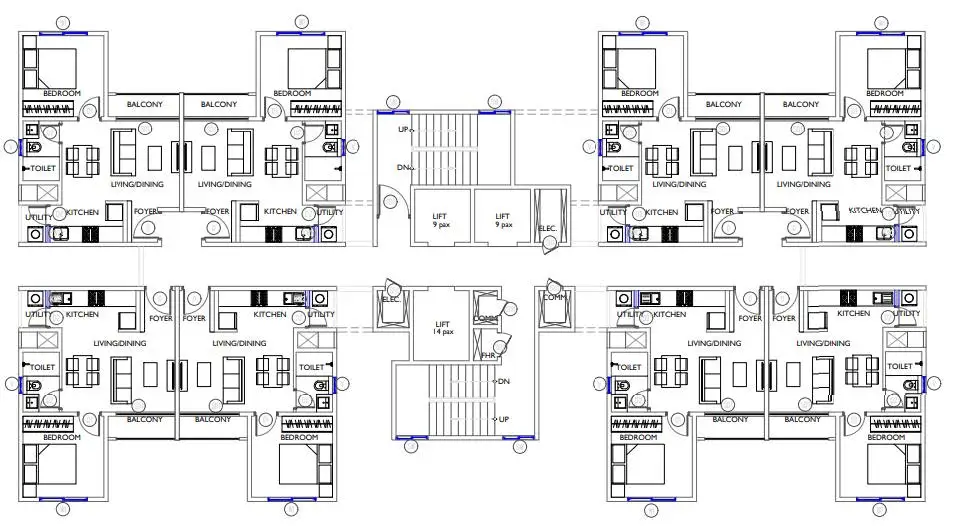 BEDROOM
BEDROOM
BEDROOM
BEDROOM
BALCONY
BALCONY
BALCONY
BALCONY
UP
DN
TOILET
TOILET
TOILET
TOILET
LIVING/DINING
LIVING/DINING
LIVING/DINING
LIVING/DINING
UTILITY
KITCHEN
FOYER
FOYER
KITCHEN
UTILITY
LIFT
9 pax
LIFT
9 pax
ELEC.
UTILITY
KITCHEN
FOYER
FOYER
KITCHEN
UTILITY
UTILITY
KITCHEN
FOYER
FOYER
KITCHEN
UTILITY
ELEC.
LIFT
14 pax
COMM.
COMM.
FHR
UTILITY
KITCHEN
FOYER
FOYER
KITCHEN
UTILITY
LIVING/DINING
LIVING/DINING
LIVING/DINING
LIVING/DINING
TOILET
TOILET
TOILET
TOILET
DN
UP
BALCONY
BALCONY
BALCONY
BALCONY
BEDROOM
BEDROOM
BEDROOM
BEDROOM